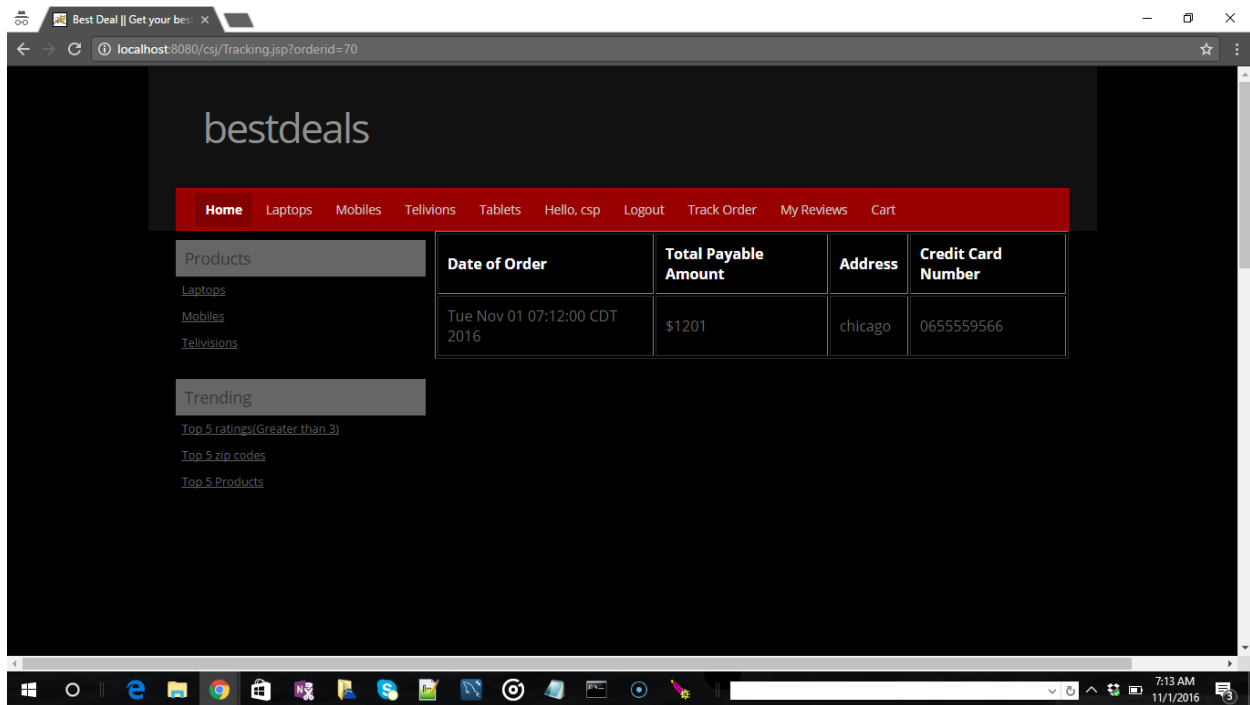 Best Deal || Get your bes
localhost:8080/csj/Tracking.jsp?orderid=70
bestdeals
Home Laptops Mobiles Telivions Tablets Hello, csp Logout Track Order My Reviews Cart
Products
Laptops
Mobiles
Telivisions
Trending
Top 5 ratings(Greater than 3)
Top 5 zip codes
Top 5 Products
Date of Order
Total Payable
Amount
Address
Credit Card
Number
Tue Nov 01 07:12:00 CDT
2016
$1201
chicago
0655559566
7:13 AM
11/1/2016
3